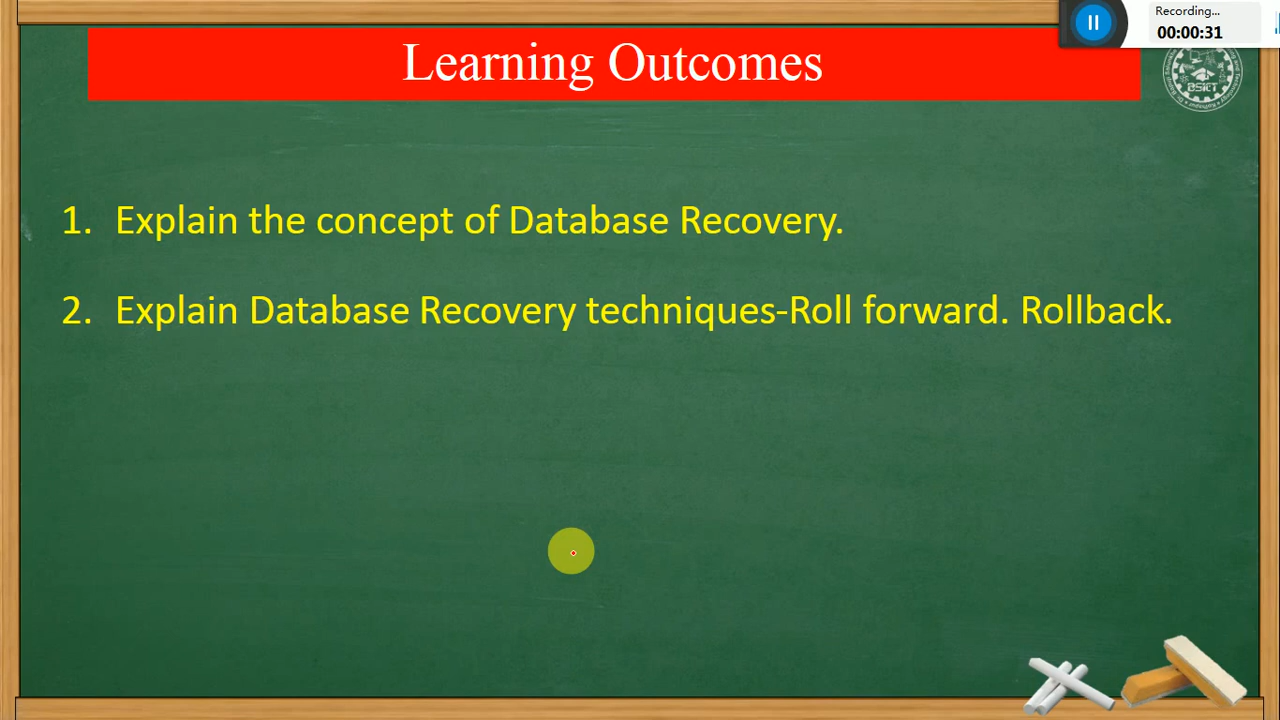 Recording...
00:00:31
Learning Outcomes
DSICT
1. Explain the concept of Database Recovery.
2. Explain Database Recovery techniques-Roll forward. Rollback.